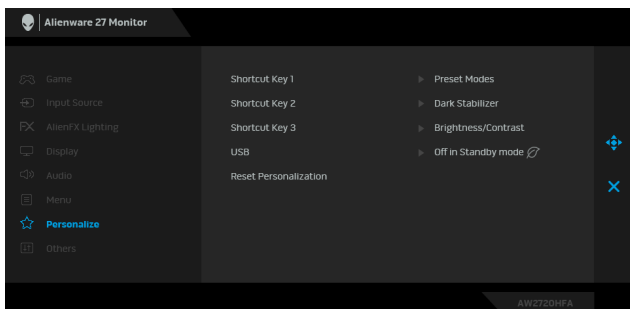 Alienware 27 Monitor
Game
Input Source
AlienFX Lighting
Display
Audio
Menu
Personalize
Others
Shortcut Key 1 Preset Modes
Shortcut Key 2 Dark Stabilizer
Shortcut Key 3 Brightness/Contrast
USB Off in Standby mode
Reset Personalization
AW2720HFA